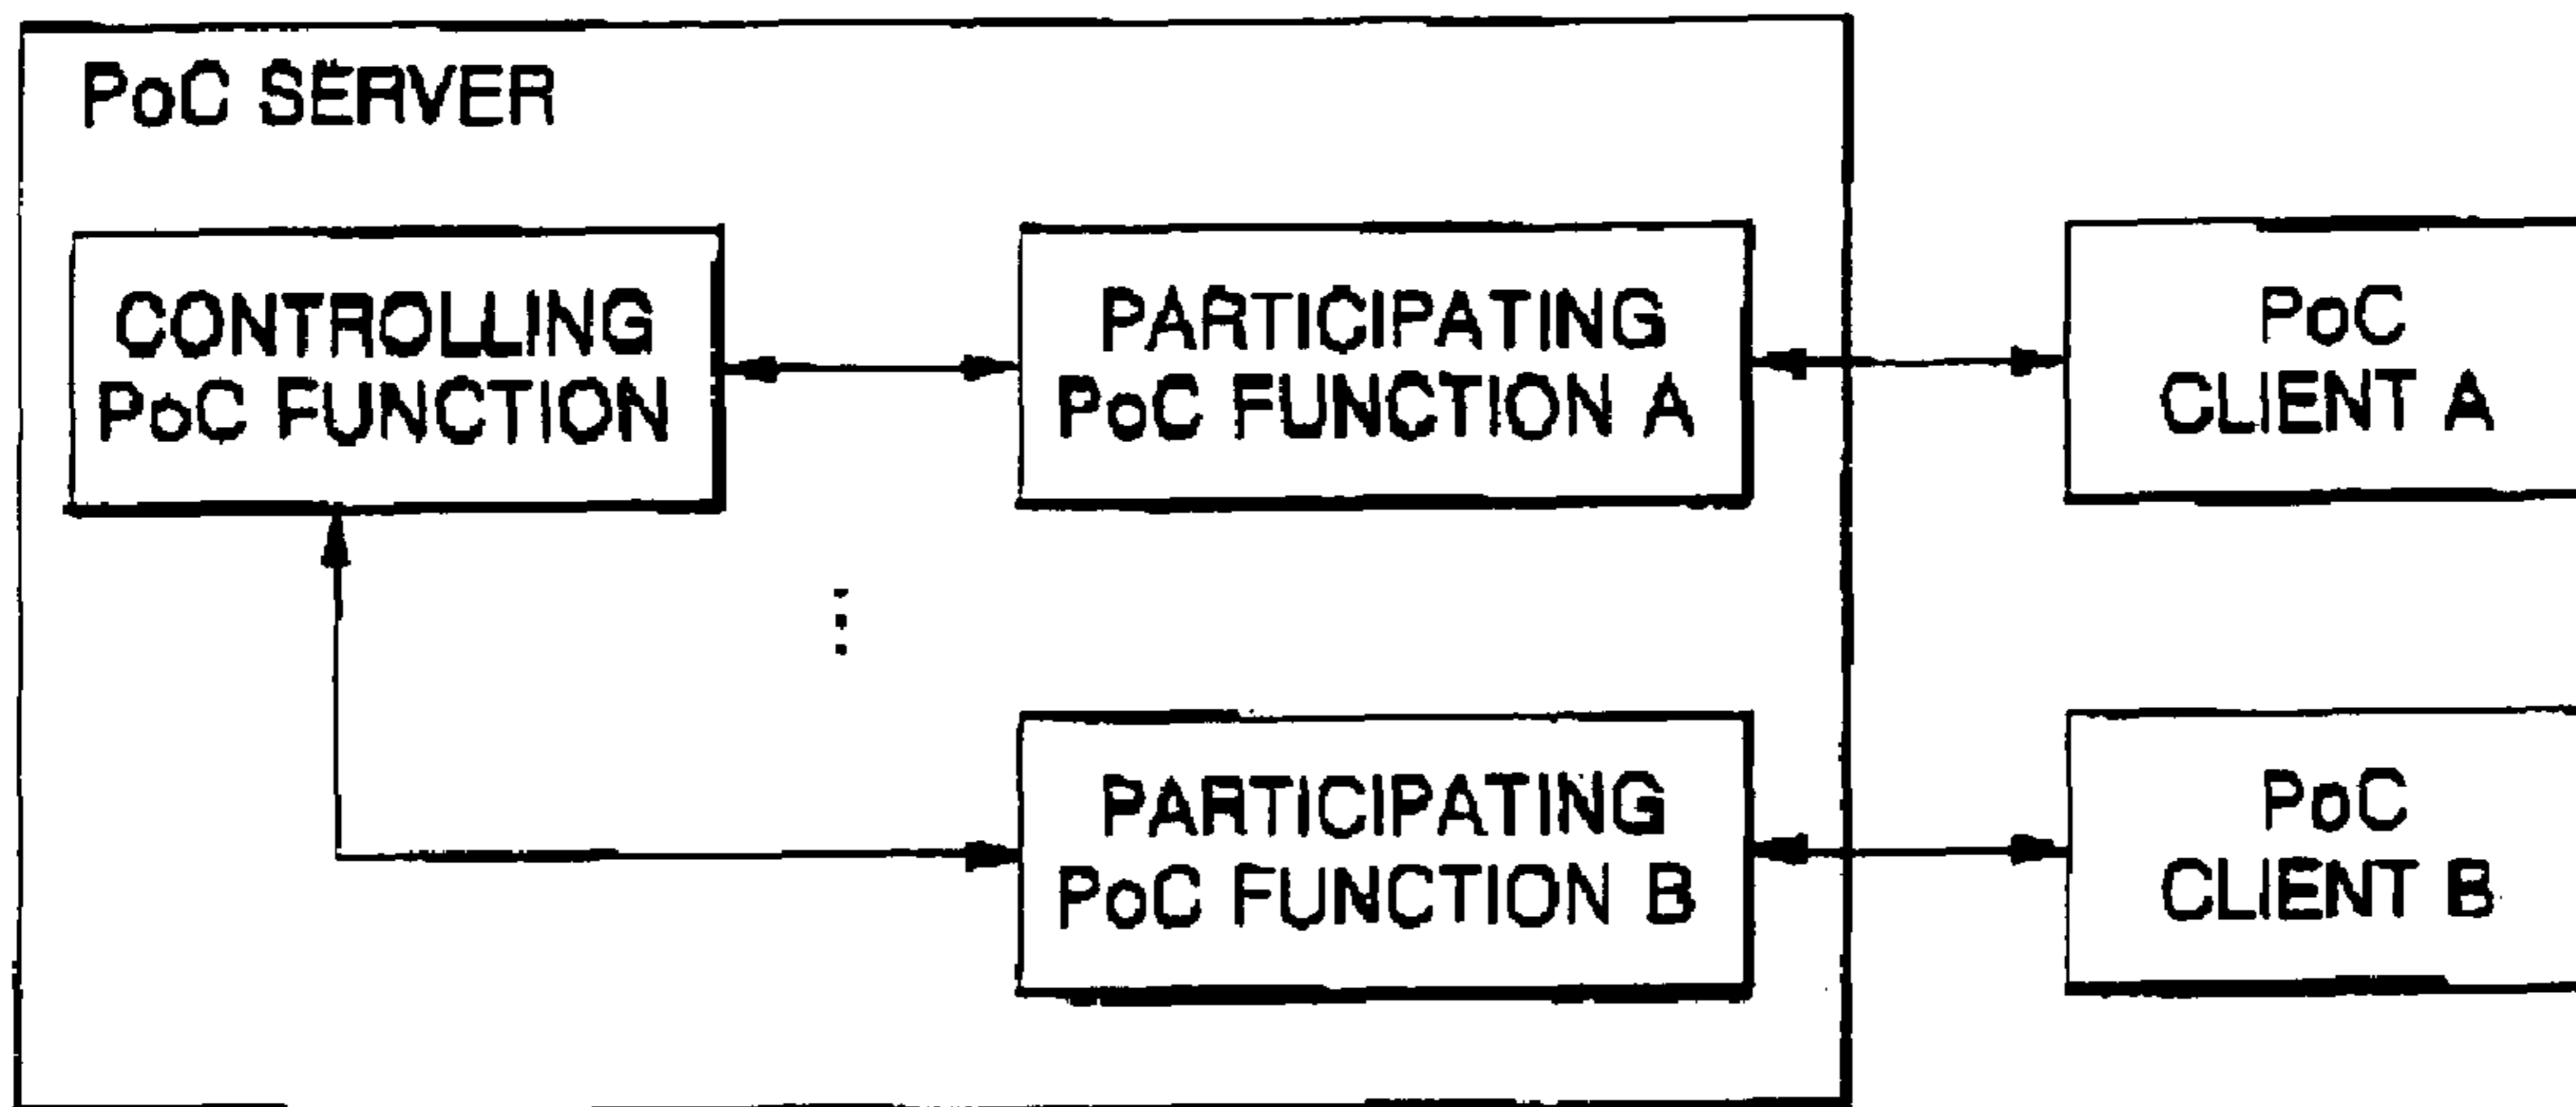 PoC SERVER
CONTROLLING
PoC FUNCTION
PARTICIPATING
PoC FUNCTION A
PoC
CLIENT A
PARTICIPATING
PoC FUNCTION B
PoC
CLIENT B